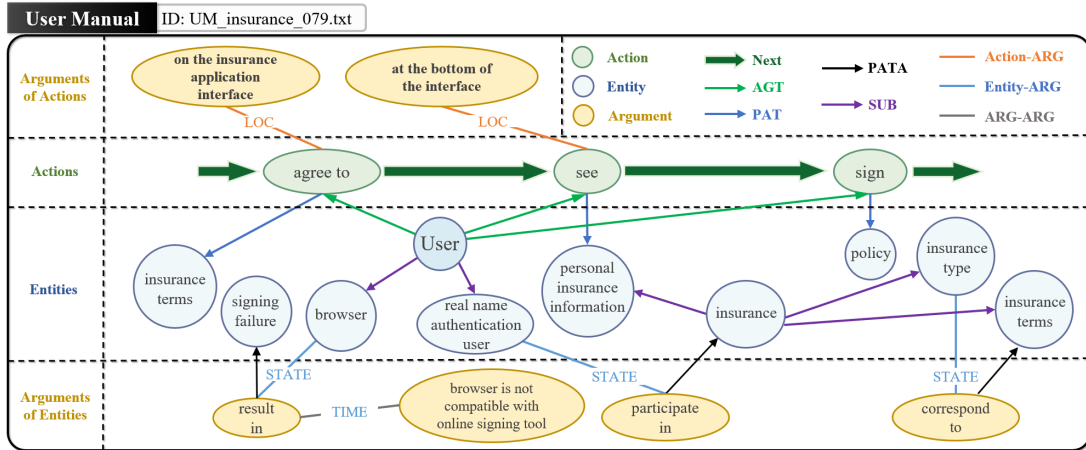 User Manual
ID: UM_insurance_079.txt
Arguments
of Actions
on the insurance
application
interface
at the bottom of
the interface
Action
Entity
Argument
Next
AGT
PAT
PATA
SUB
Action-ARG
Entity-ARG
ARG-ARG
LOC
LOC
Actions
agree to
see
sign
Entities
User
insurance
terms
signing
failure
browser
real name
authentication
user
personal
insurance
information
insurance
policy
insurance
type
insurance
terms
Arguments
of Entities
STATE
STATE
STATE
result
in
TIME
browser is not
compatible with
online signing tool
participate
in
correspond
to